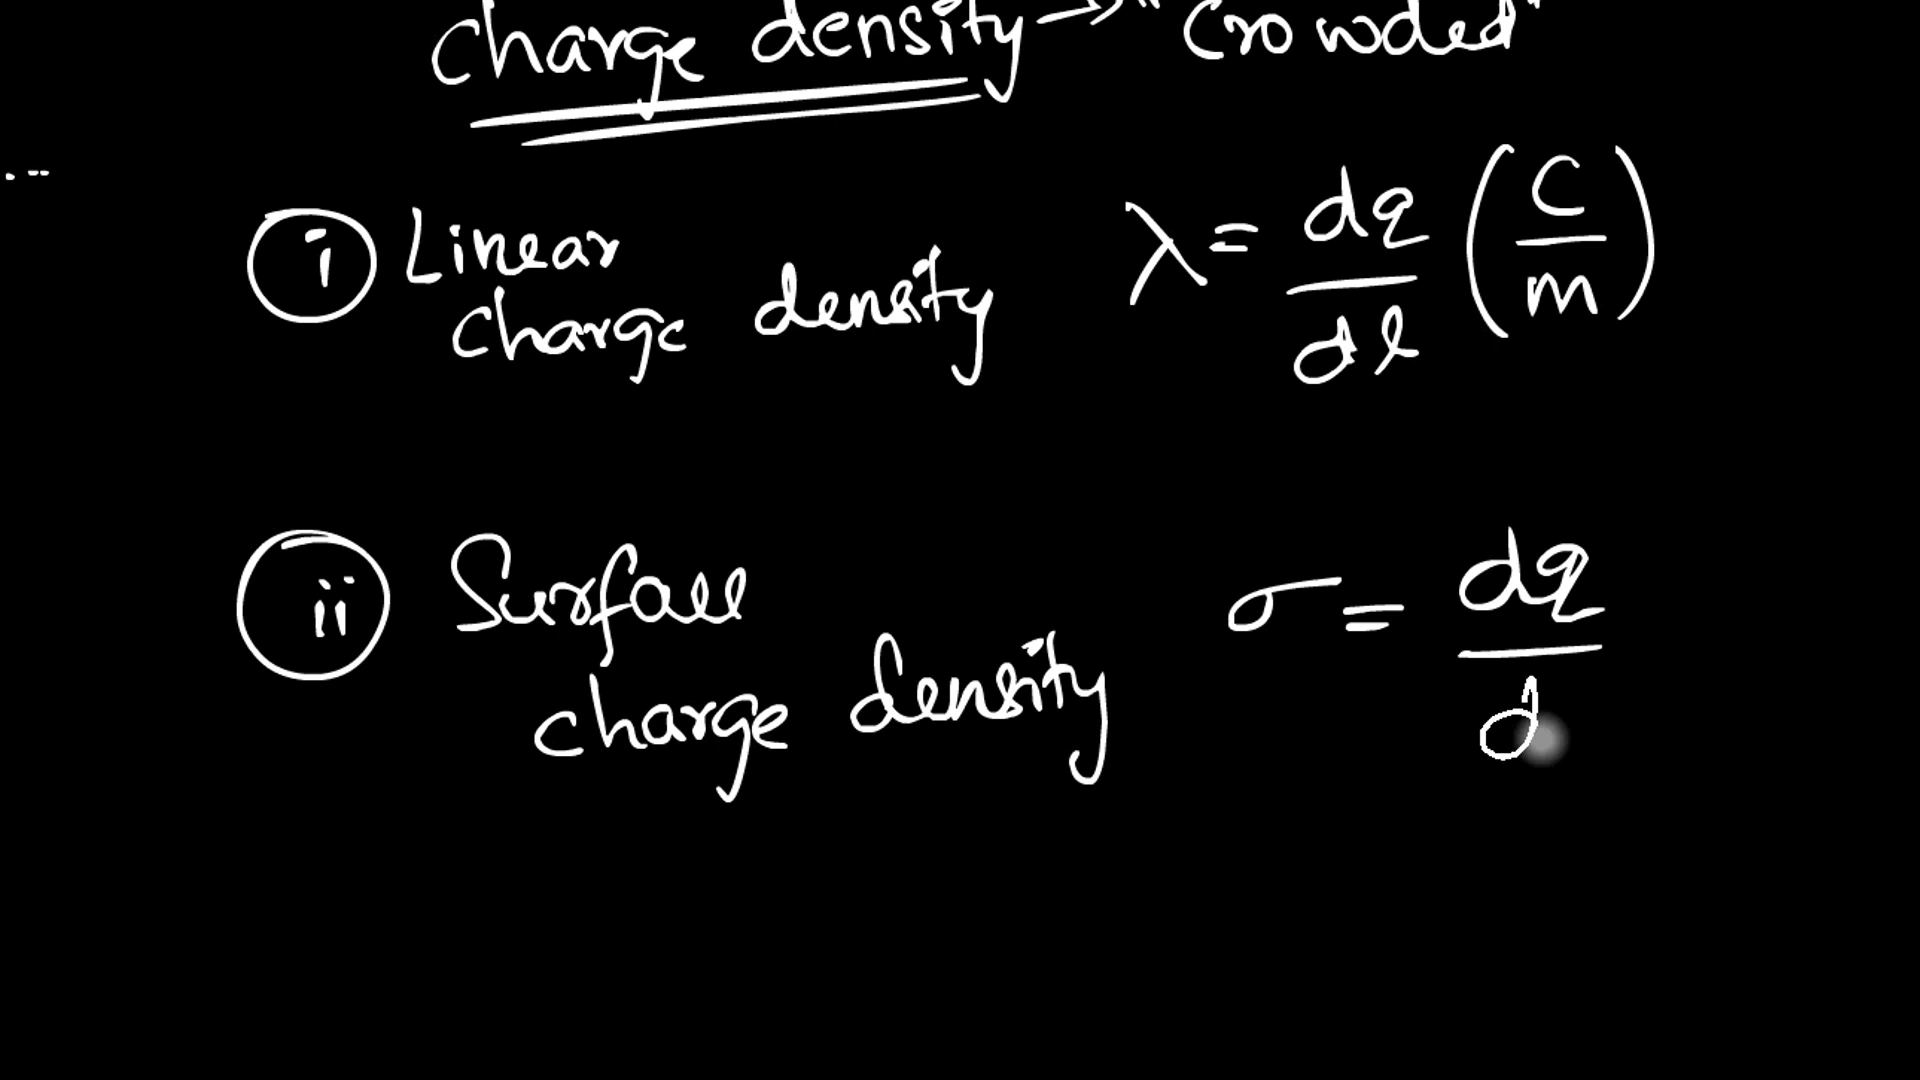 charge density → "Crowded"
i Linear charge density λ = dq/dl (C/m)
ii Surface charge density σ = dq/d